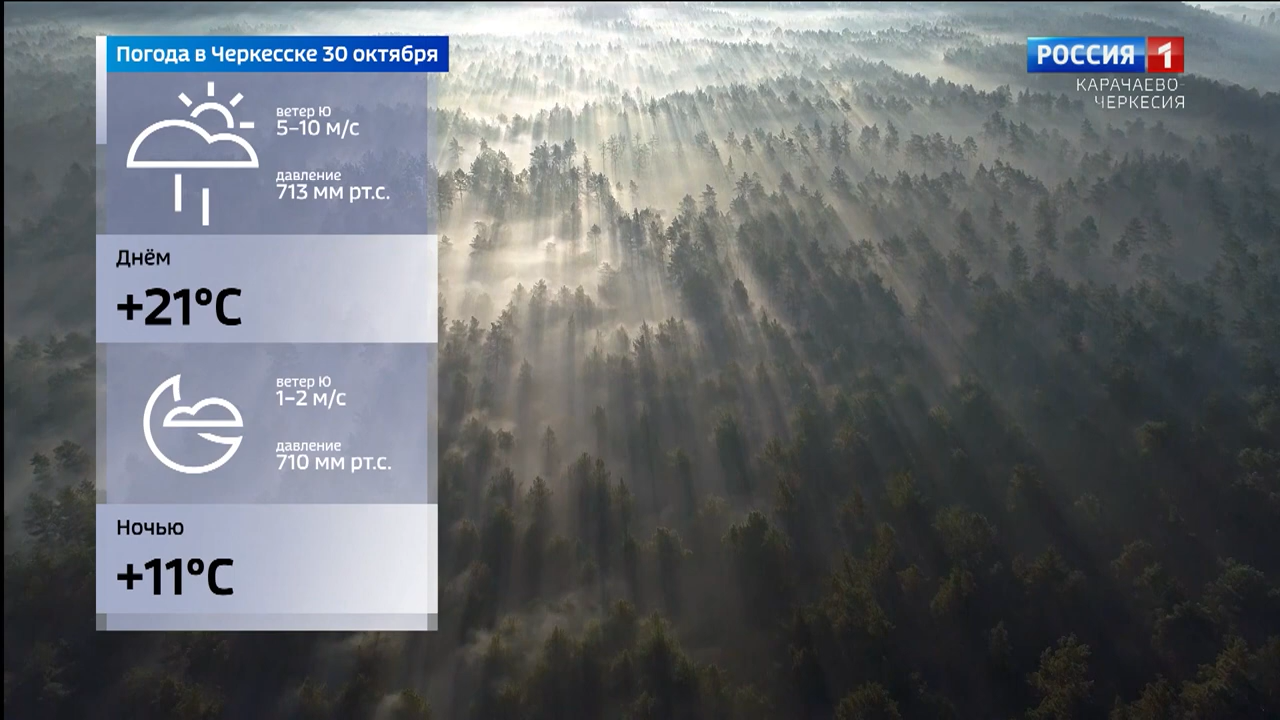 Погода в Черкесске 30 октября
РОССИЯ 1
КАРАЧАЕВО-
ЧЕРКЕСИЯ
ветер Ю
5-10 м/с
давление
713 мм рт.с.
Днём
+21°C
ветер Ю
1-2 м/с
давление
710 мм рт.с.
Ночью
+11°C